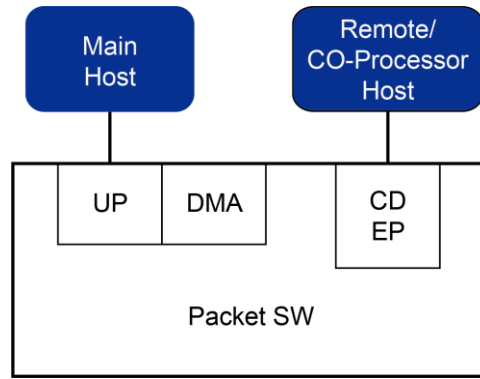 Main
Host
Remote/
CO-Processor
Host
UP
DMA
CD
EP
Packet SW